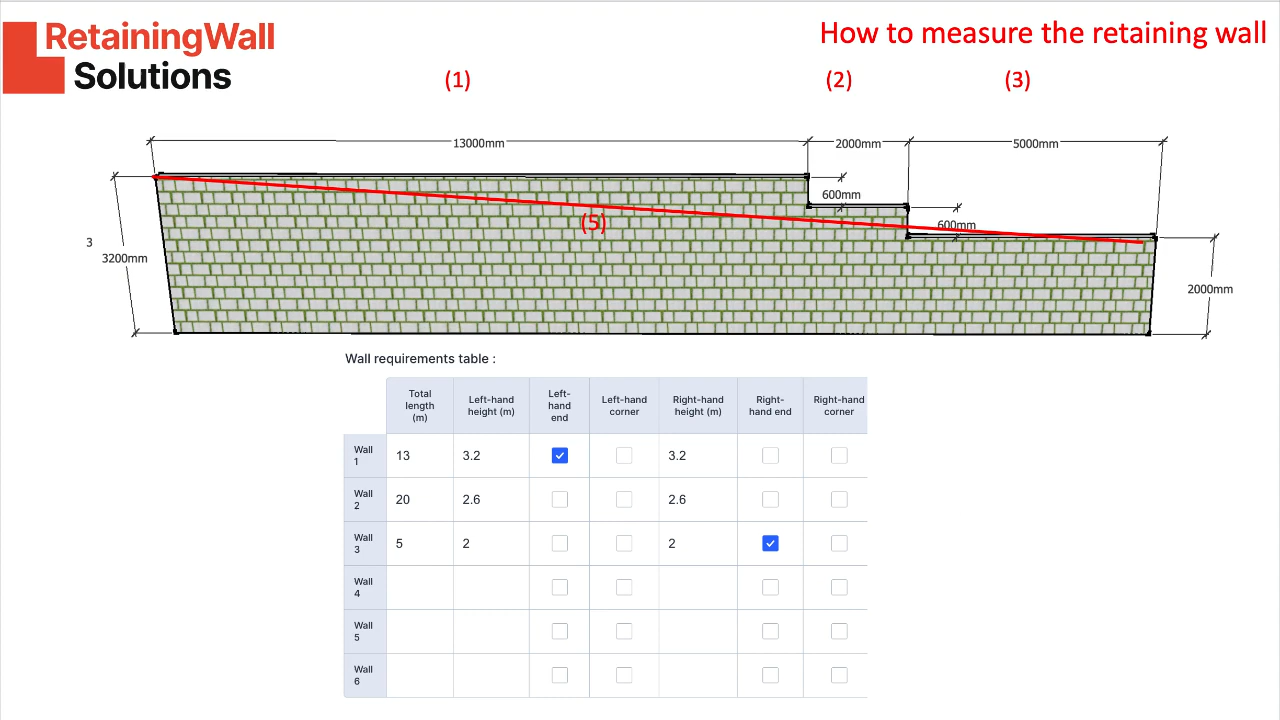 RetainingWall
Solutions
How to measure the retaining wall
(1)
(2)
(3)
13000mm
2000mm
5000mm
600mm
600mm
(5)
3
3200mm
2000mm
Wall requirements table :
Total length (m)
Left-hand height (m)
Left-hand end
Left-hand corner
Right-hand height (m)
Right-hand end
Right-hand corner
Wall 1 13 3.2 3.2
Wall 2 20 2.6 2.6
Wall 3 5 2 2
Wall 4
Wall 5
Wall 6